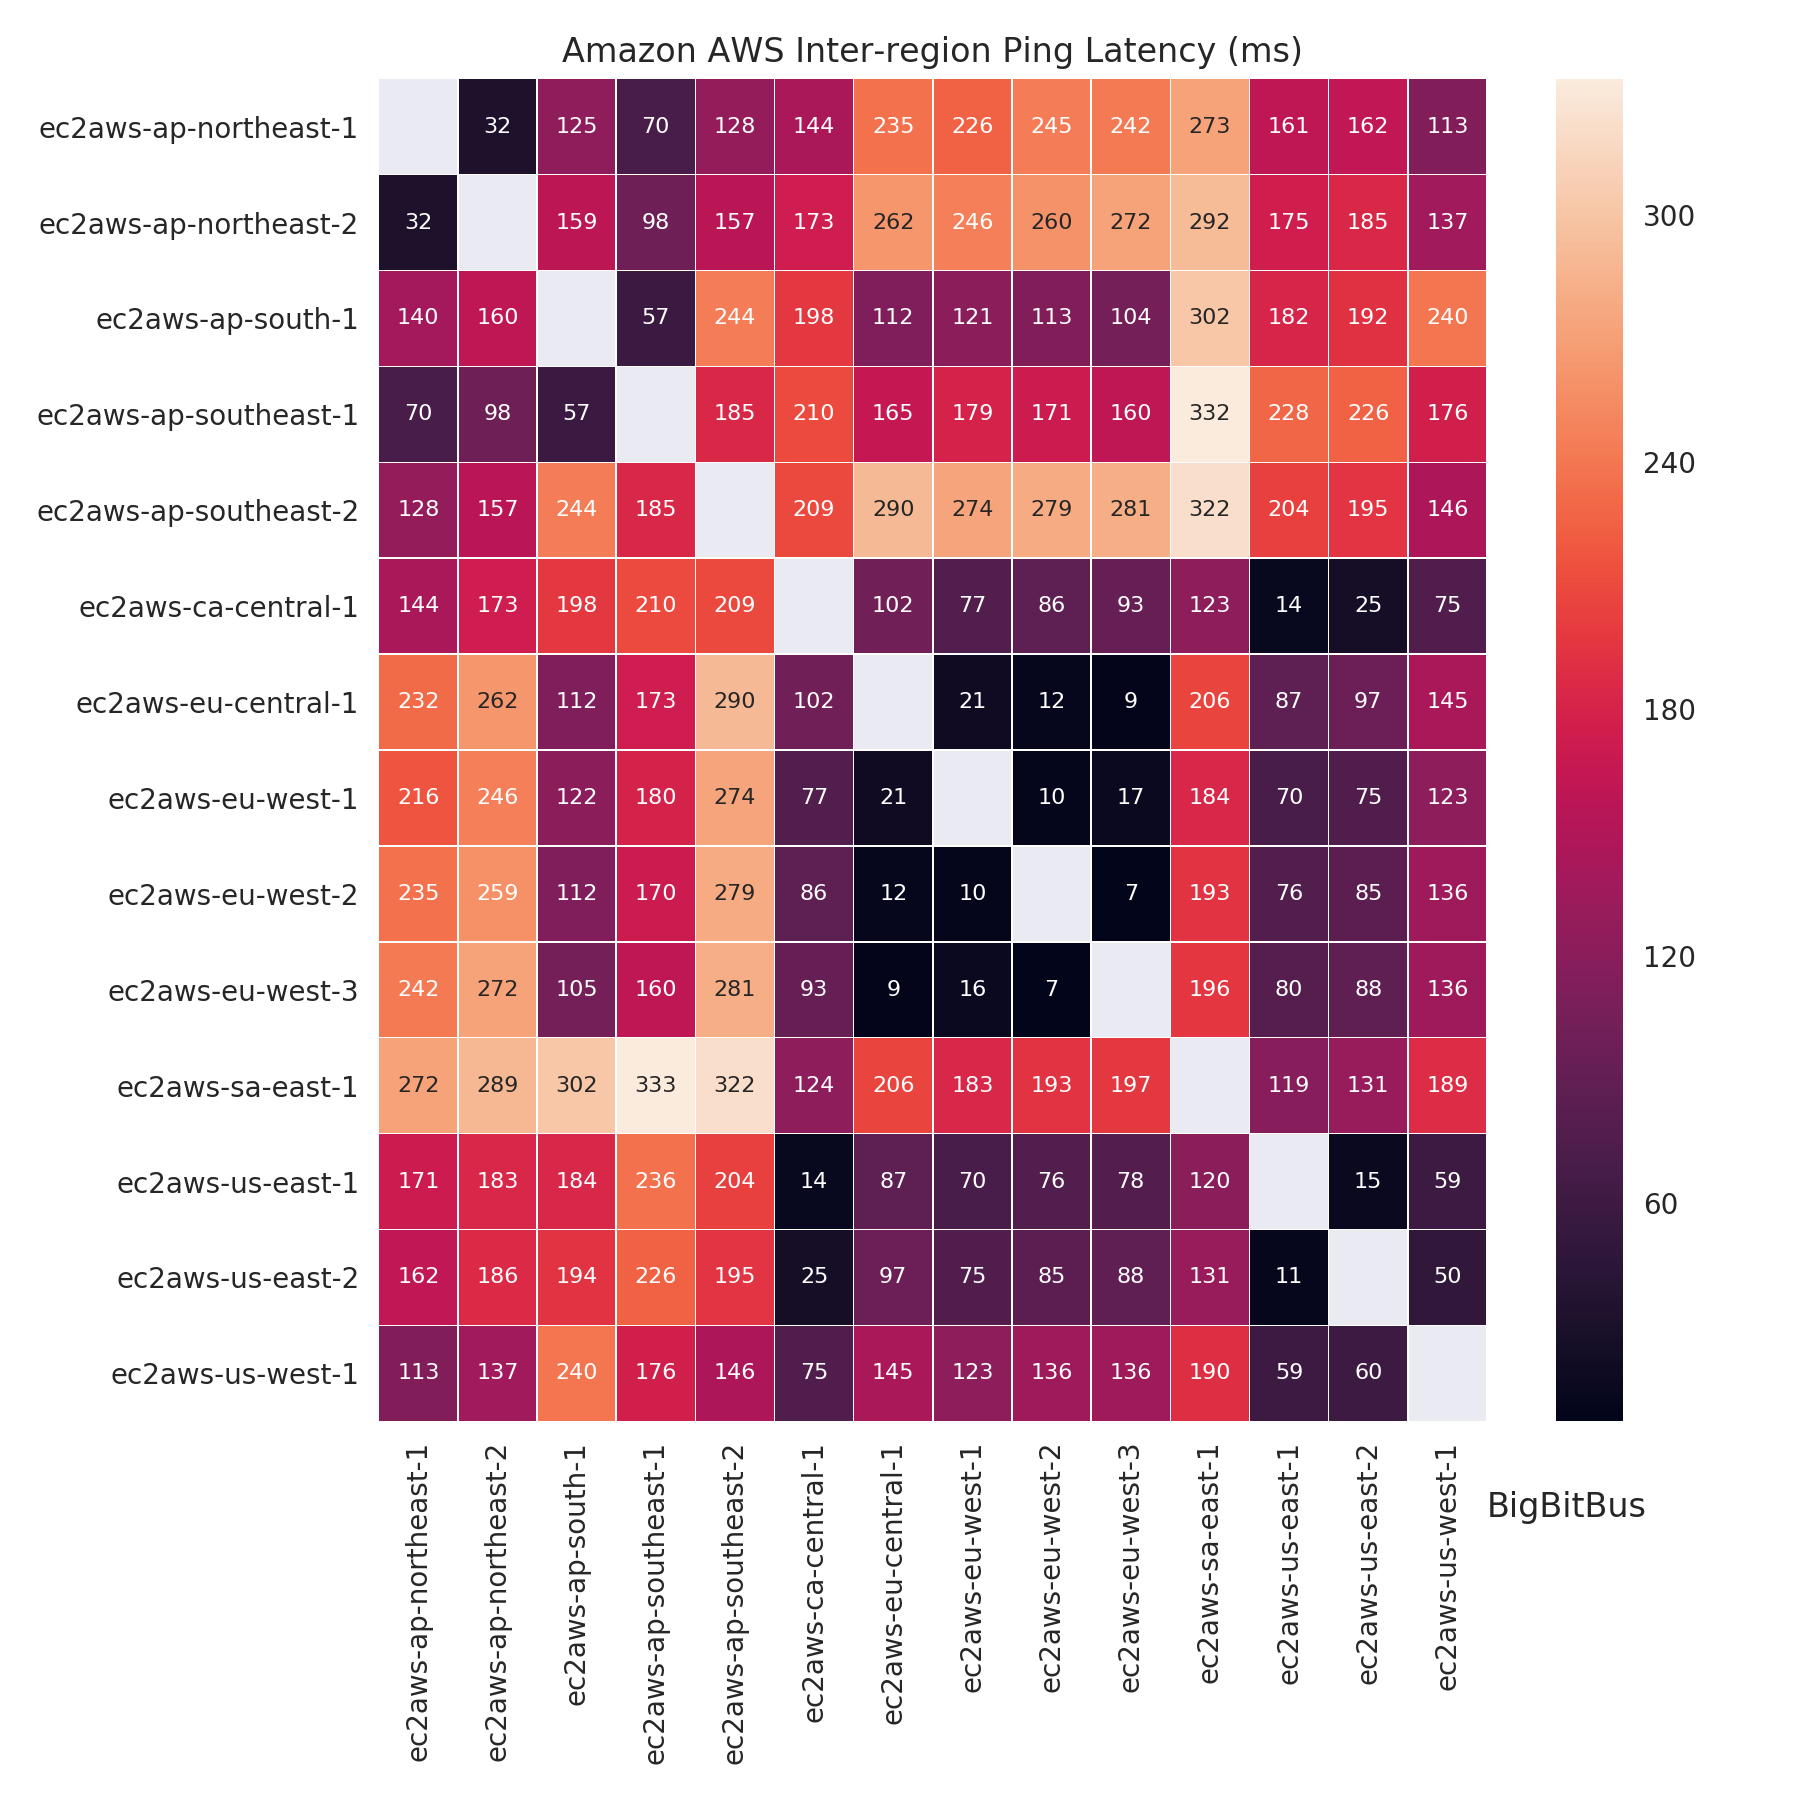 Amazon AWS Inter-region Ping Latency (ms)
ec2aws-ap-northeast-1 32 125 70 128 144 235 226 245 242 273 161 162 113
ec2aws-ap-northeast-2 32 159 98 157 173 262 246 260 272 292 175 185 137
ec2aws-ap-south-1 140 160 57 244 198 112 121 113 104 302 182 192 240
ec2aws-ap-southeast-1 70 98 57 185 210 165 179 171 160 332 228 226 176
ec2aws-ap-southeast-2 128 157 244 185 209 290 274 279 281 322 204 195 146
ec2aws-ca-central-1 144 173 198 210 209 102 77 86 93 123 14 25 75
ec2aws-eu-central-1 232 262 112 173 290 102 21 12 9 206 87 97 145
ec2aws-eu-west-1 216 246 122 180 274 77 21 10 17 184 70 75 123
ec2aws-eu-west-2 235 259 112 170 279 86 12 10 7 193 76 85 136
ec2aws-eu-west-3 242 272 105 160 281 93 9 16 7 196 80 88 136
ec2aws-sa-east-1 272 289 302 333 322 124 206 183 193 197 119 131 189
ec2aws-us-east-1 171 183 184 236 204 14 87 70 76 78 120 15 59
ec2aws-us-east-2 162 186 194 226 195 25 97 75 85 88 131 11 50
ec2aws-us-west-1 113 137 240 176 146 75 145 123 136 136 190 59 60
ec2aws-ap-northeast-1
ec2aws-ap-northeast-2
ec2aws-ap-south-1
ec2aws-ap-southeast-1
ec2aws-ap-southeast-2
ec2aws-ca-central-1
ec2aws-eu-central-1
ec2aws-eu-west-1
ec2aws-eu-west-2
ec2aws-eu-west-3
ec2aws-sa-east-1
ec2aws-us-east-1
ec2aws-us-east-2
ec2aws-us-west-1
300
240
180
120
60
BigBitBus